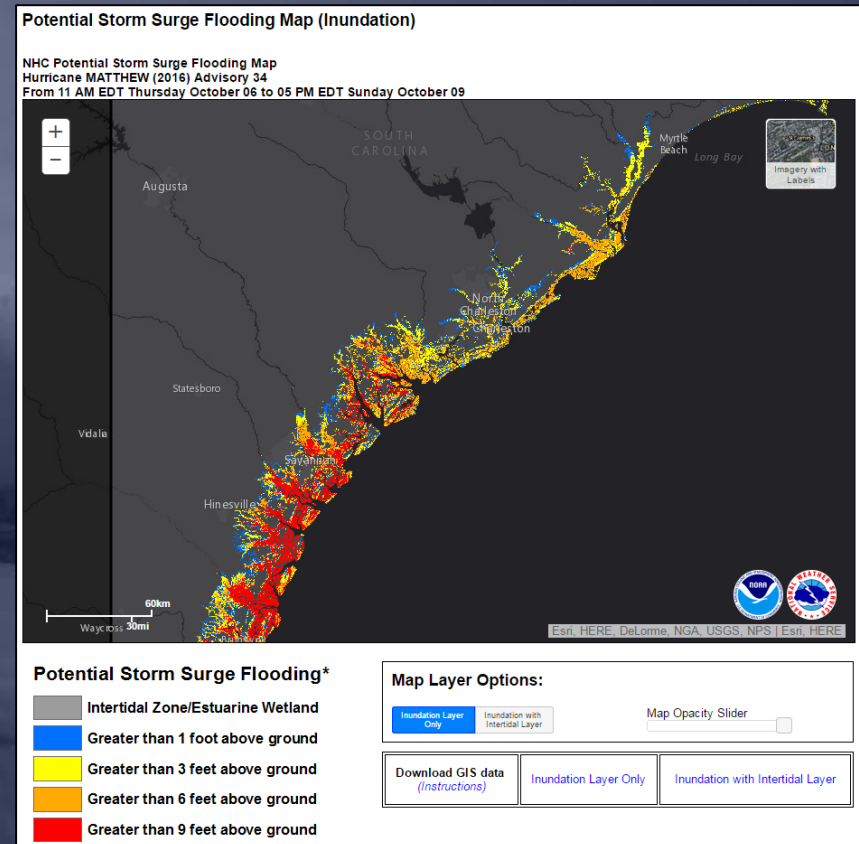 Potential Storm Surge Flooding Map (Inundation)
NHC Potential Storm Surge Flooding Map
Hurricane MATTHEW (2016) Advisory 34
From 11 AM EDT Thursday October 06 to 05 PM EDT Sunday October 09
+
−
SOUTH
CAROLINA
Myrtle
Beach
Long Bay
Imagery with
Labels
Augusta
North
Charleston
Charleston
Statesboro
Vidalia
Savannah
Hinesville
60km
30mi
Waycross
NOAA
NATIONAL WEATHER SERVICE
Esri, HERE, DeLorme, NGA, USGS, NPS | Esri, HERE
Potential Storm Surge Flooding*
Intertidal Zone/Estuarine Wetland
Greater than 1 foot above ground
Greater than 3 feet above ground
Greater than 6 feet above ground
Greater than 9 feet above ground
Map Layer Options:
Inundation Layer
Only
Inundation with
Intertidal Layer
Map Opacity Slider
Download GIS data
(Instructions)
Inundation Layer Only
Inundation with Intertidal Layer